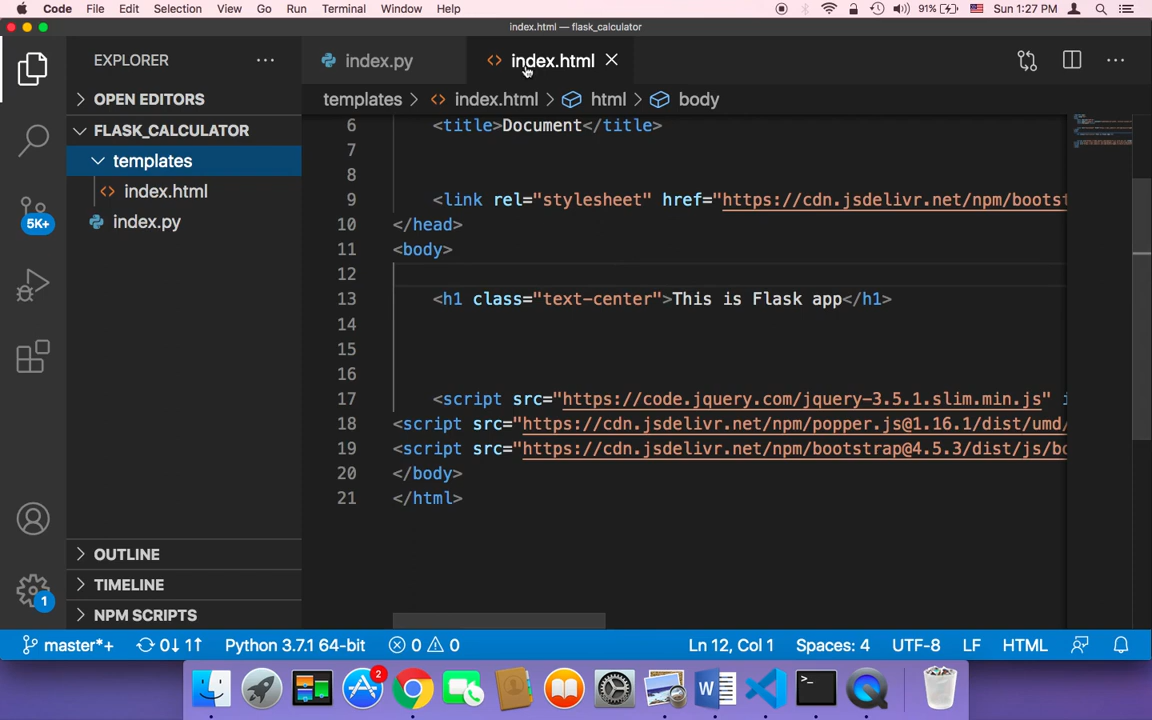 Code File Edit Selection View Go Run Terminal Window Help 91% Sun 1:27 PM
index.html — flask_calculator
EXPLORER
OPEN EDITORS
FLASK_CALCULATOR
templates
index.html
index.py
OUTLINE
TIMELINE
NPM SCRIPTS
5K+
1
index.py index.html
templates > index.html > html > body
6 <title>Document</title>
7
8
9 <link rel="stylesheet" href="https://cdn.jsdelivr.net/npm/bootst
10 </head>
11 <body>
12
13 <h1 class="text-center">This is Flask app</h1>
14
15
16
17 <script src="https://code.jquery.com/jquery-3.5.1.slim.min.js" i
18 <script src="https://cdn.jsdelivr.net/npm/popper.js@1.16.1/dist/umd/
19 <script src="https://cdn.jsdelivr.net/npm/bootstrap@4.5.3/dist/js/bo
20 </body>
21 </html>
master*+ 0↓ 1↑ Python 3.7.1 64-bit 0 0 Ln 12, Col 1 Spaces: 4 UTF-8 LF HTML
2